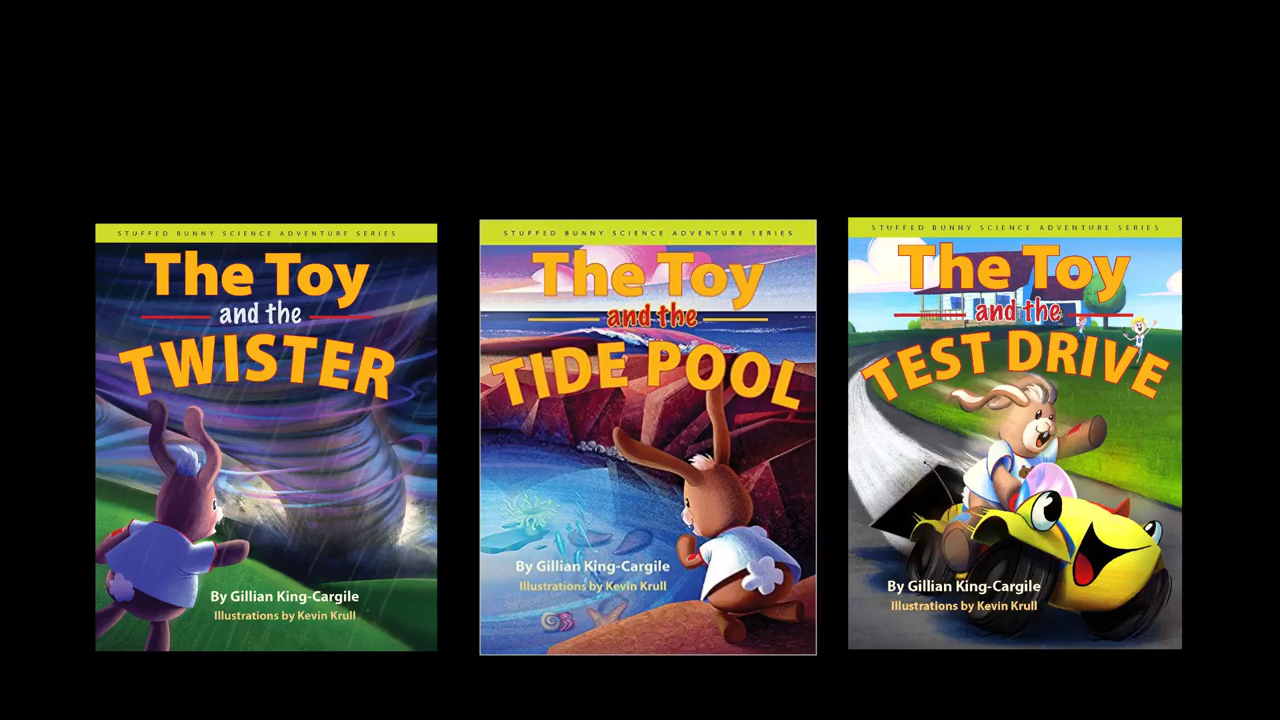 STUFFED BUNNY SCIENCE ADVENTURE SERIES
The Toy
and the
TWISTER
By Gillian King-Cargile
Illustrations by Kevin Krull
STUFFED BUNNY SCIENCE ADVENTURE SERIES
The Toy
and the
TIDE POOL
By Gillian King-Cargile
Illustrations by Kevin Krull
STUFFED BUNNY SCIENCE ADVENTURE SERIES
The Toy
and the
TEST DRIVE
By Gillian King-Cargile
Illustrations by Kevin Krull